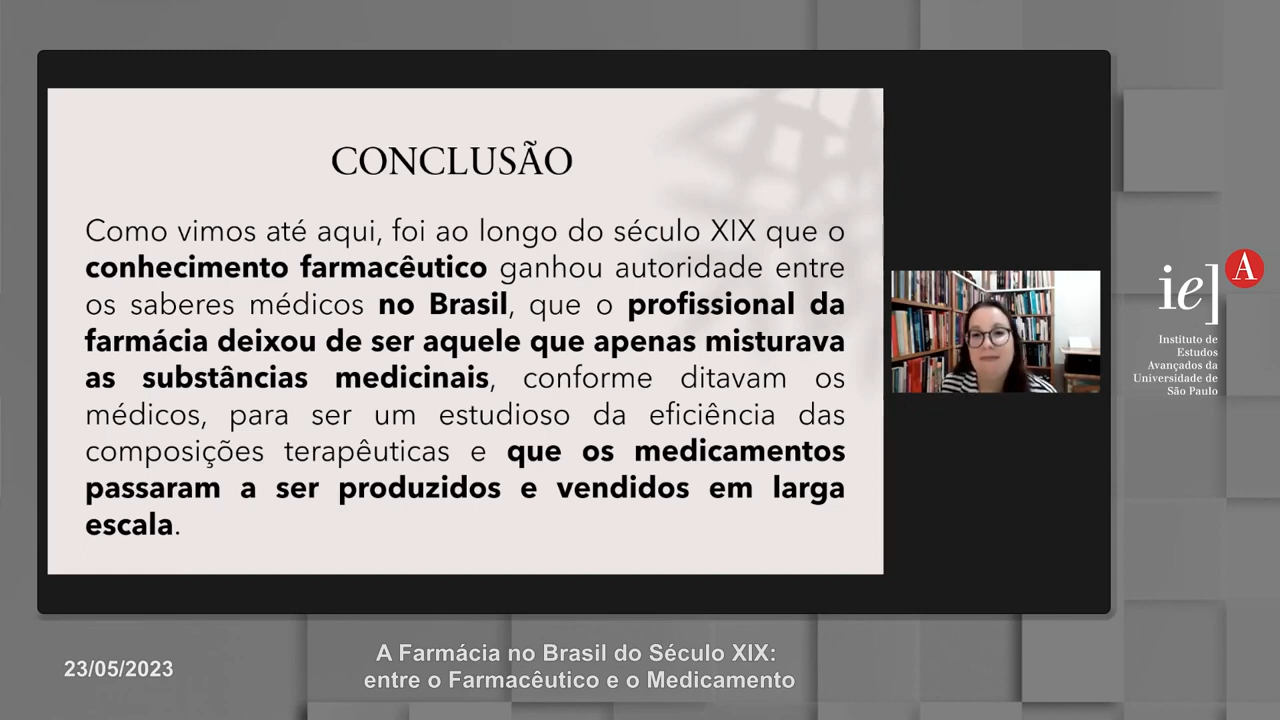 CONCLUSÃO
Como vimos até aqui, foi ao longo do século XIX que o
conhecimento farmacêutico ganhou autoridade entre
os saberes médicos no Brasil, que o profissional da
farmácia deixou de ser aquele que apenas misturava
as substâncias medicinais, conforme ditavam os
médicos, para ser um estudioso da eficiência das
composições terapêuticas e que os medicamentos
passaram a ser produzidos e vendidos em larga
escala.
ie]A
Instituto de
Estudos
Avançados da
Universidade de
São Paulo
23/05/2023
A Farmácia no Brasil do Século XIX:
entre o Farmacêutico e o Medicamento